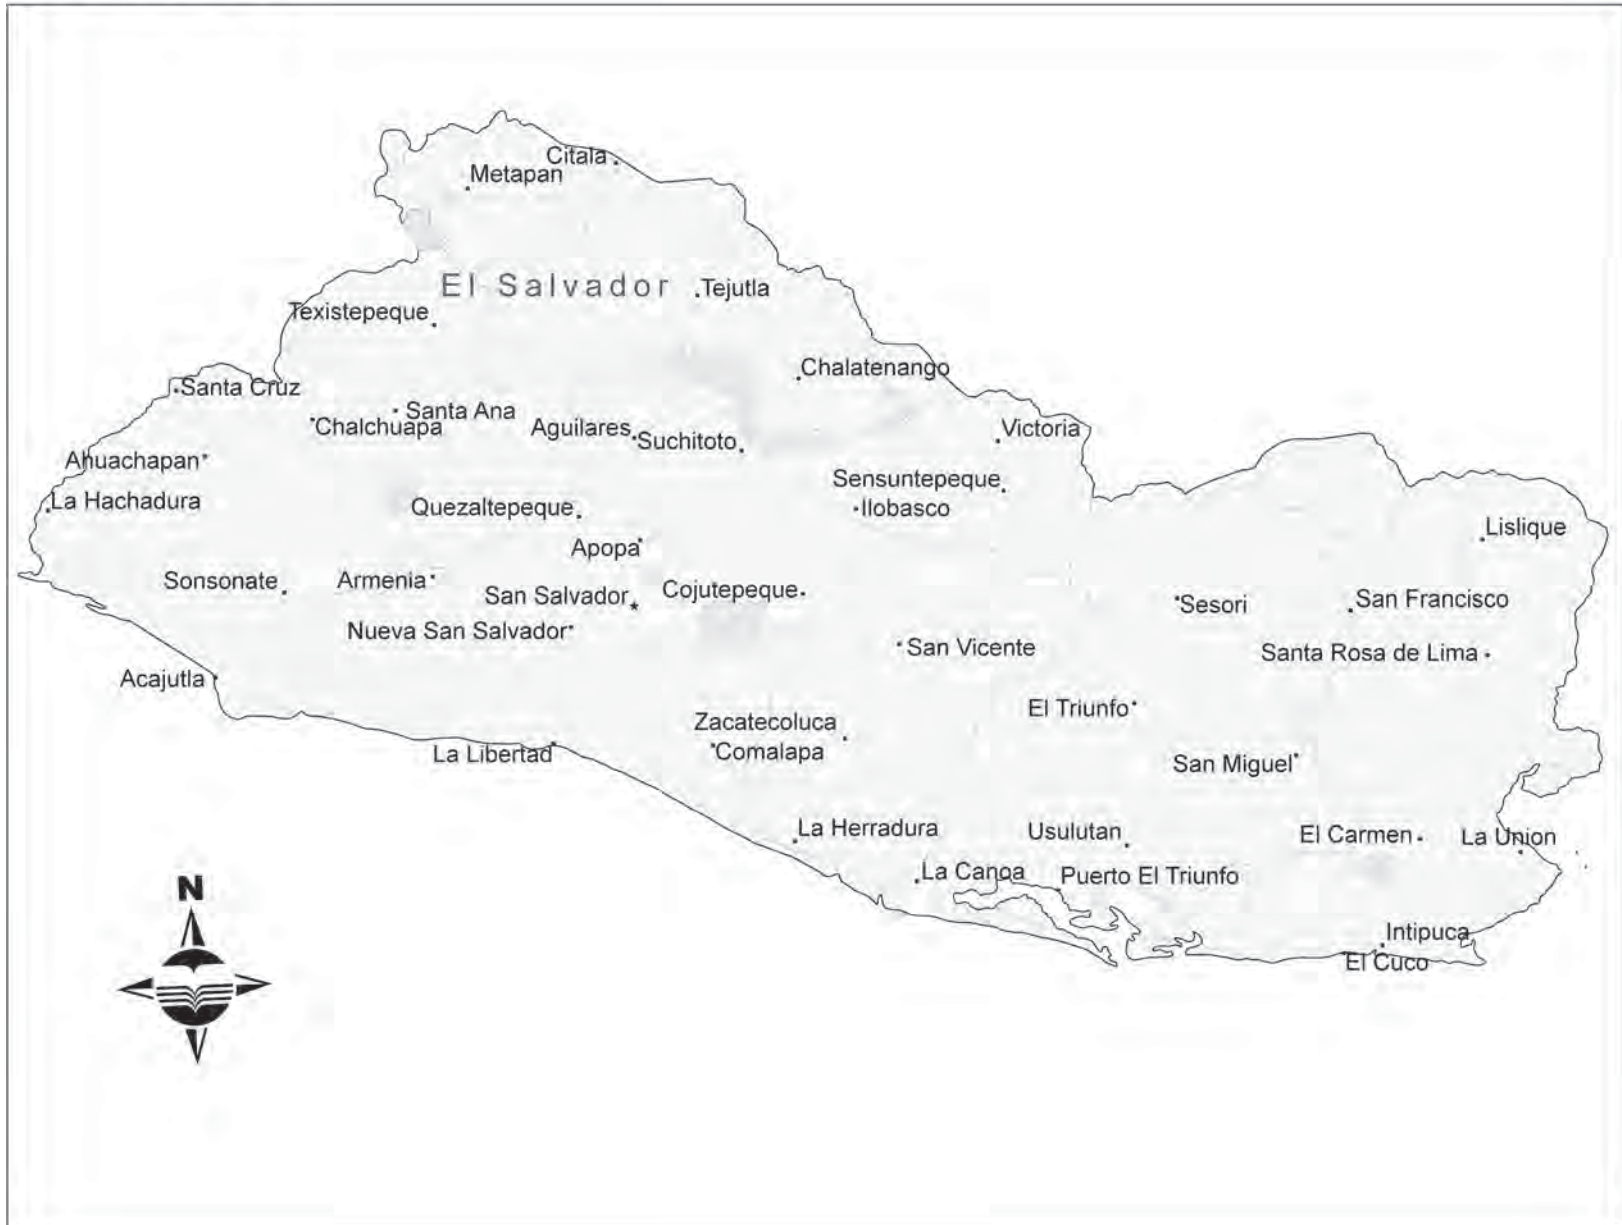 Citala
Metapan
El Salvador
Tejutla
Texistepeque
Chalatenango
Santa Cruz
Santa Ana
Chalchuapa
Aguilares
Suchitoto
Victoria
Ahuachapan
Sensuntepeque
La Hachadura
Quezaltepeque
Ilobasco
Lislique
Apopa
Sonsonate
Armenia
San Salvador
Cojutepeque
Sesori
San Francisco
Nueva San Salvador
San Vicente
Santa Rosa de Lima
Acajutla
El Triunfo
Zacatecoluca
La Libertad
Comalapa
San Miguel
La Herradura
Usulutan
El Carmen
La Union
La Canoa
Puerto El Triunfo
N
Intipuca
El Cuco